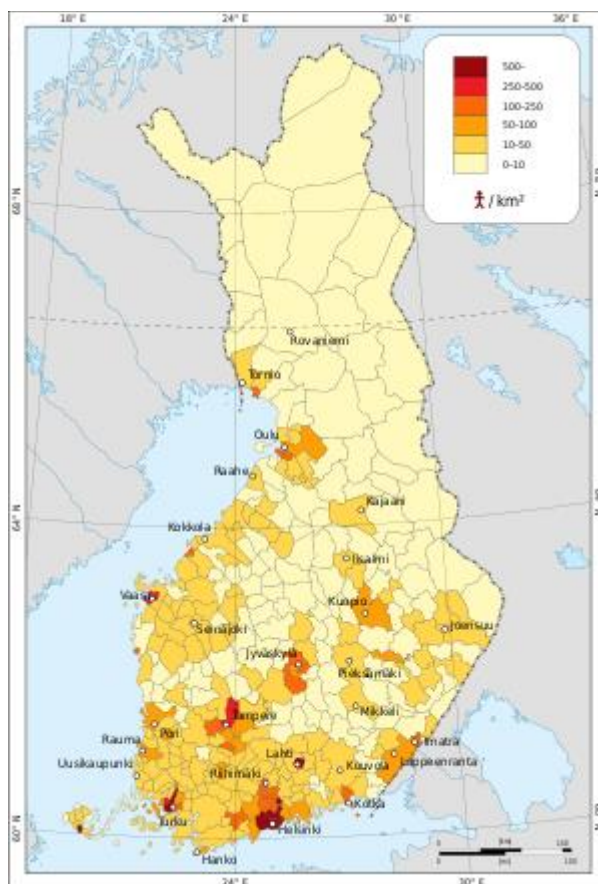 18° E
24° E
30° E
36° E
500-
250-500
100-250
50-100
10-50
0-10
/ km²
68° N
Rovaniemi
Tornio
Oulu
Raahe
Kajaani
64° N
Kokkola
Iisalmi
Vaasa
Kuopio
Seinäjoki
Joensuu
Jyväskylä
Pieksämäki
Tampere
Mikkeli
Pori
Rauma
Imatra
Lahti
Lappeenranta
Uusikaupunki
Kouvola
Riihimäki
Kotka
Turku
Helsinki
60° N
Hanko
24° E
30° E